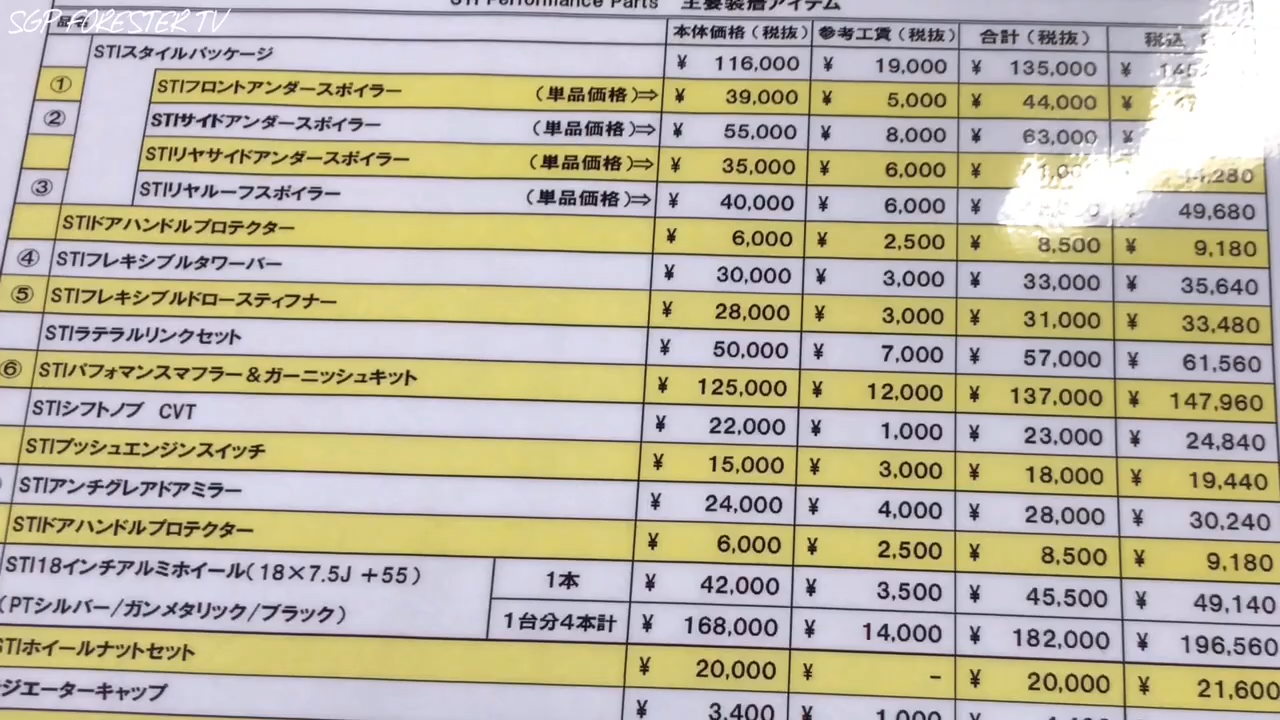 SGP FORESTER TV
STI Performance Parts 主要装着アイテム
品名 本体価格(税抜) 参考工賃(税抜) 合計(税抜) 税込
STIスタイルパッケージ ¥ 116,000 ¥ 19,000 ¥ 135,000 ¥
① STIフロントアンダースポイラー (単品価格)⇒ ¥ 39,000 ¥ 5,000 ¥ 44,000 ¥
② STIサイドアンダースポイラー (単品価格)⇒ ¥ 55,000 ¥ 8,000 ¥ 63,000 ¥
STIリヤサイドアンダースポイラー (単品価格)⇒ ¥ 35,000 ¥ 6,000 ¥
③ STIリヤルーフスポイラー (単品価格)⇒ ¥ 40,000 ¥ 6,000 ¥ ¥ 49,680
STIドアハンドルプロテクター ¥ 6,000 ¥ 2,500 ¥ 8,500 ¥ 9,180
④ STIフレキシブルタワーバー ¥ 30,000 ¥ 3,000 ¥ 33,000 ¥ 35,640
⑤ STIフレキシブルドロースティフナー ¥ 28,000 ¥ 3,000 ¥ 31,000 ¥ 33,480
STIラテラルリンクセット ¥ 50,000 ¥ 7,000 ¥ 57,000 ¥ 61,560
⑥ STIパフォマンスマフラー&ガーニッシュキット ¥ 125,000 ¥ 12,000 ¥ 137,000 ¥ 147,960
STIシフトノブ CVT ¥ 22,000 ¥ 1,000 ¥ 23,000 ¥ 24,840
STIプッシュエンジンスイッチ ¥ 15,000 ¥ 3,000 ¥ 18,000 ¥ 19,440
STIアンチグレアドアミラー ¥ 24,000 ¥ 4,000 ¥ 28,000 ¥ 30,240
STIドアハンドルプロテクター ¥ 6,000 ¥ 2,500 ¥ 8,500 ¥ 9,180
STI18インチアルミホイール(18×7.5J +55) 1本 ¥ 42,000 ¥ 3,500 ¥ 45,500 ¥ 49,140
(PTシルバー/ガンメタリック/ブラック) 1台分4本計 ¥ 168,000 ¥ 14,000 ¥ 182,000 ¥ 196,560
STIホイールナットセット ¥ 20,000 ¥ - ¥ 20,000 ¥ 21,600
ジエーターキャップ ¥ 3,400 ¥ 1,000 ¥